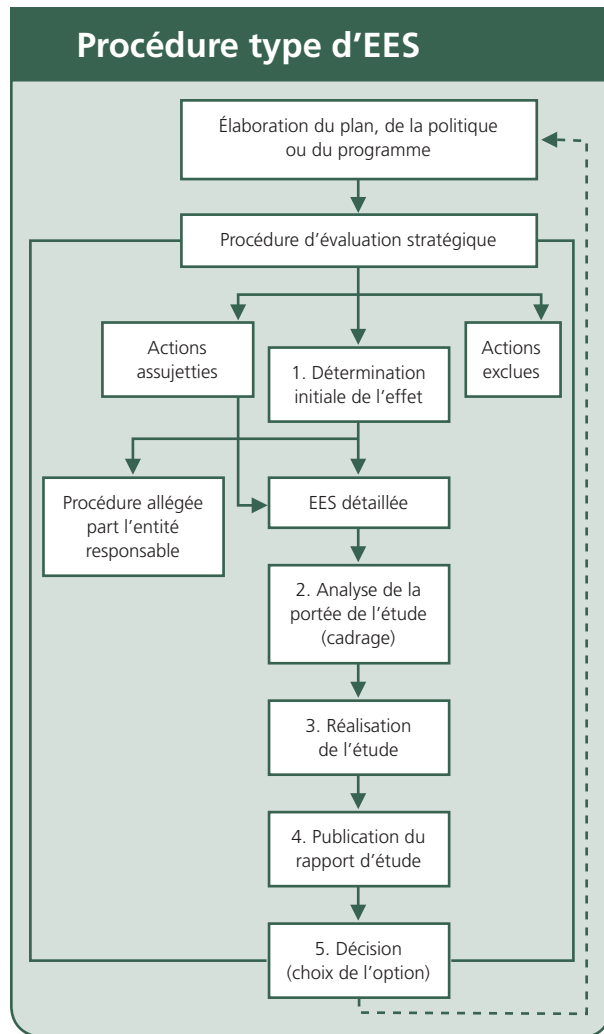 Procédure type d'EES
Élaboration du plan, de la politique
ou du programme
Procédure d'évaluation stratégique
Actions
assujetties
1. Détermination
initiale de l'effet
Actions
exclues
Procédure allégée
part l'entité
responsable
EES détaillée
2. Analyse de la
portée de l'étude
(cadrage)
3. Réalisation
de l'étude
4. Publication du
rapport d'étude
5. Décision
(choix de l'option)